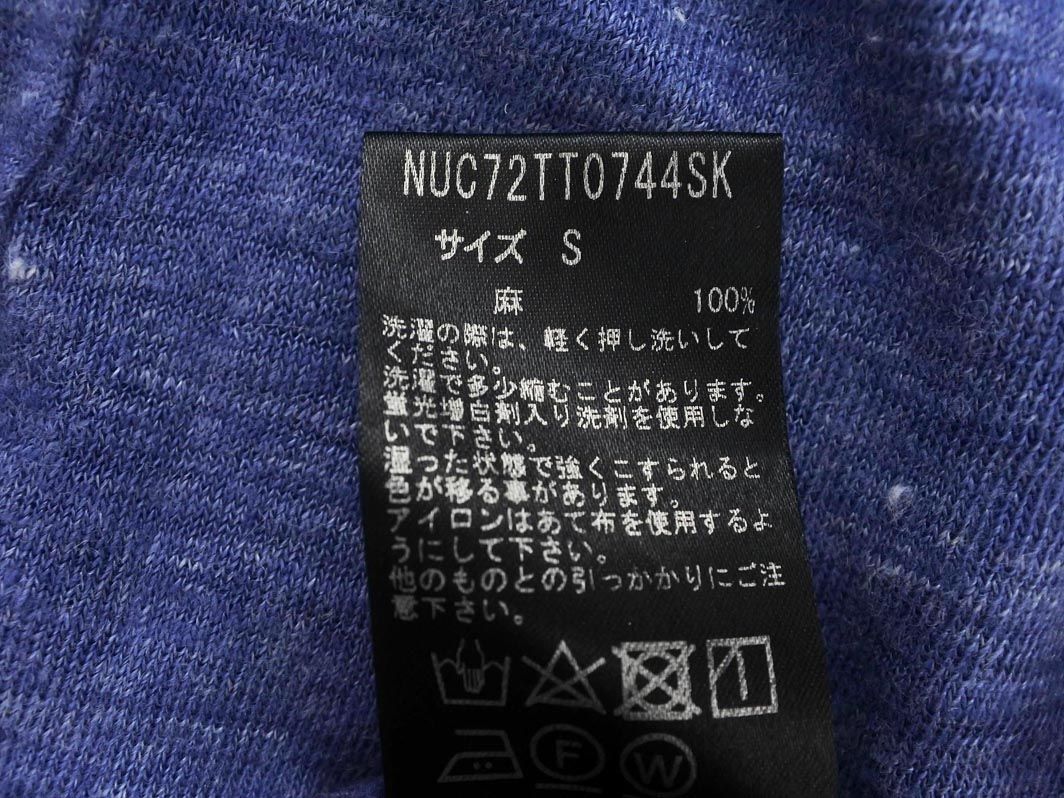 NUC72TT0744SK
サイズ S
麻 100%
洗濯の際は、軽く押し洗いして
ください。
洗濯で多少縮むことがあります。
蛍光増白剤入り洗剤を使用しな
いで下さい。
湿った状態で強くこすられると
色が移る事があります。
アイロンはあて布を使用するよ
うにして下さい。
他のものとの引っかかりにご注
意下さい。
F
W